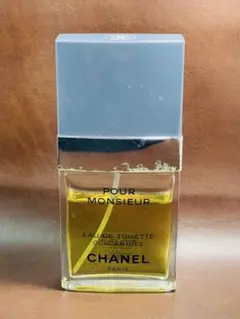 POUR
MONSIEUR
EAU DE TOILETTE
CONCENTRÉE
CHANEL
PARIS